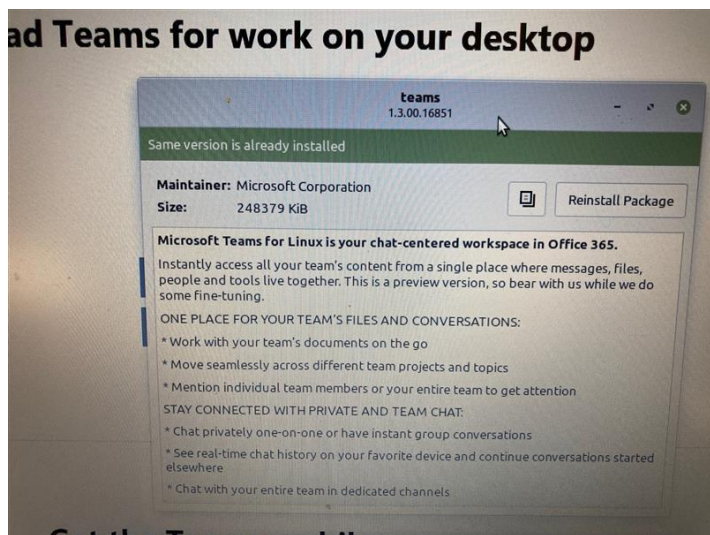 ad Teams for work on your desktop
teams
1.3.00.16851
Same version is already installed
Maintainer: Microsoft Corporation
Reinstall Package
Size: 248379 KiB
Microsoft Teams for Linux is your chat-centered workspace in Office 365.
Instantly access all your team's content from a single place where messages, files,
people and tools live together. This is a preview version, so bear with us while we do
some fine-tuning.
ONE PLACE FOR YOUR TEAM'S FILES AND CONVERSATIONS:
* Work with your team's documents on the go
* Move seamlessly across different team projects and topics
* Mention individual team members or your entire team to get attention
STAY CONNECTED WITH PRIVATE AND TEAM CHAT:
* Chat privately one-on-one or have instant group conversations
* See real-time chat history on your favorite device and continue conversations started
elsewhere
* Chat with your entire team in dedicated channels